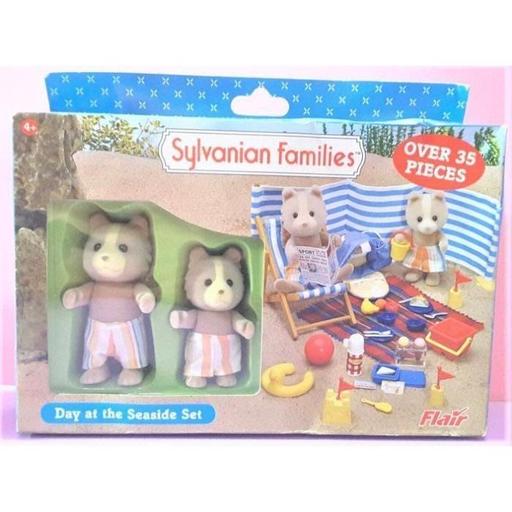 4+
Sylvanian Families
OVER 35
PIECES
SPORT
Day at the Seaside Set
Flair